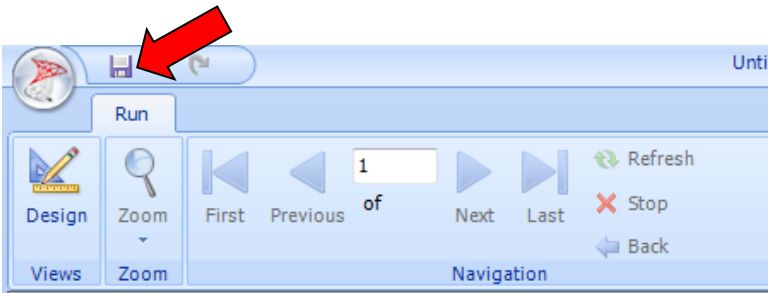 Unti
Run
Design
Zoom
First
Previous
1
of
Next
Last
Refresh
Stop
Back
Views
Zoom
Navigation